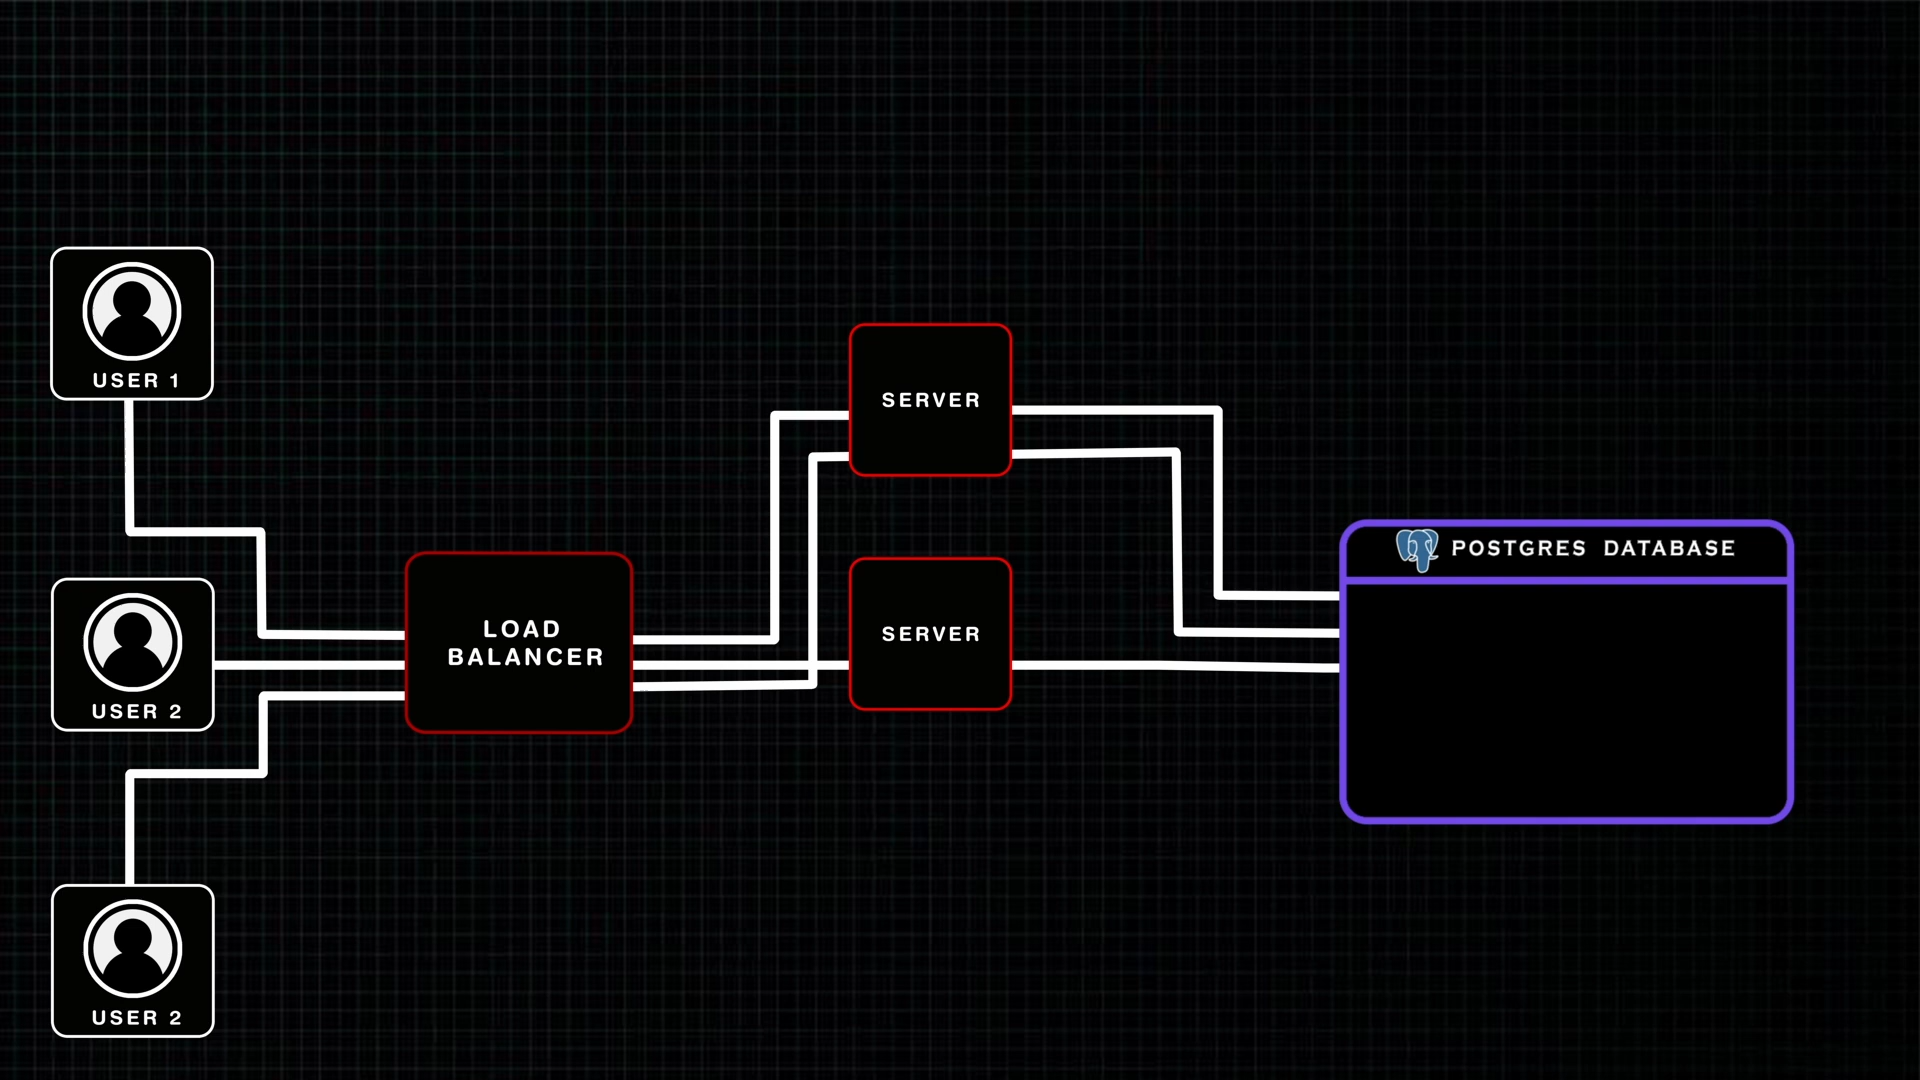 USER 1
USER 2
USER 2
LOAD
BALANCER
SERVER
SERVER
POSTGRES DATABASE